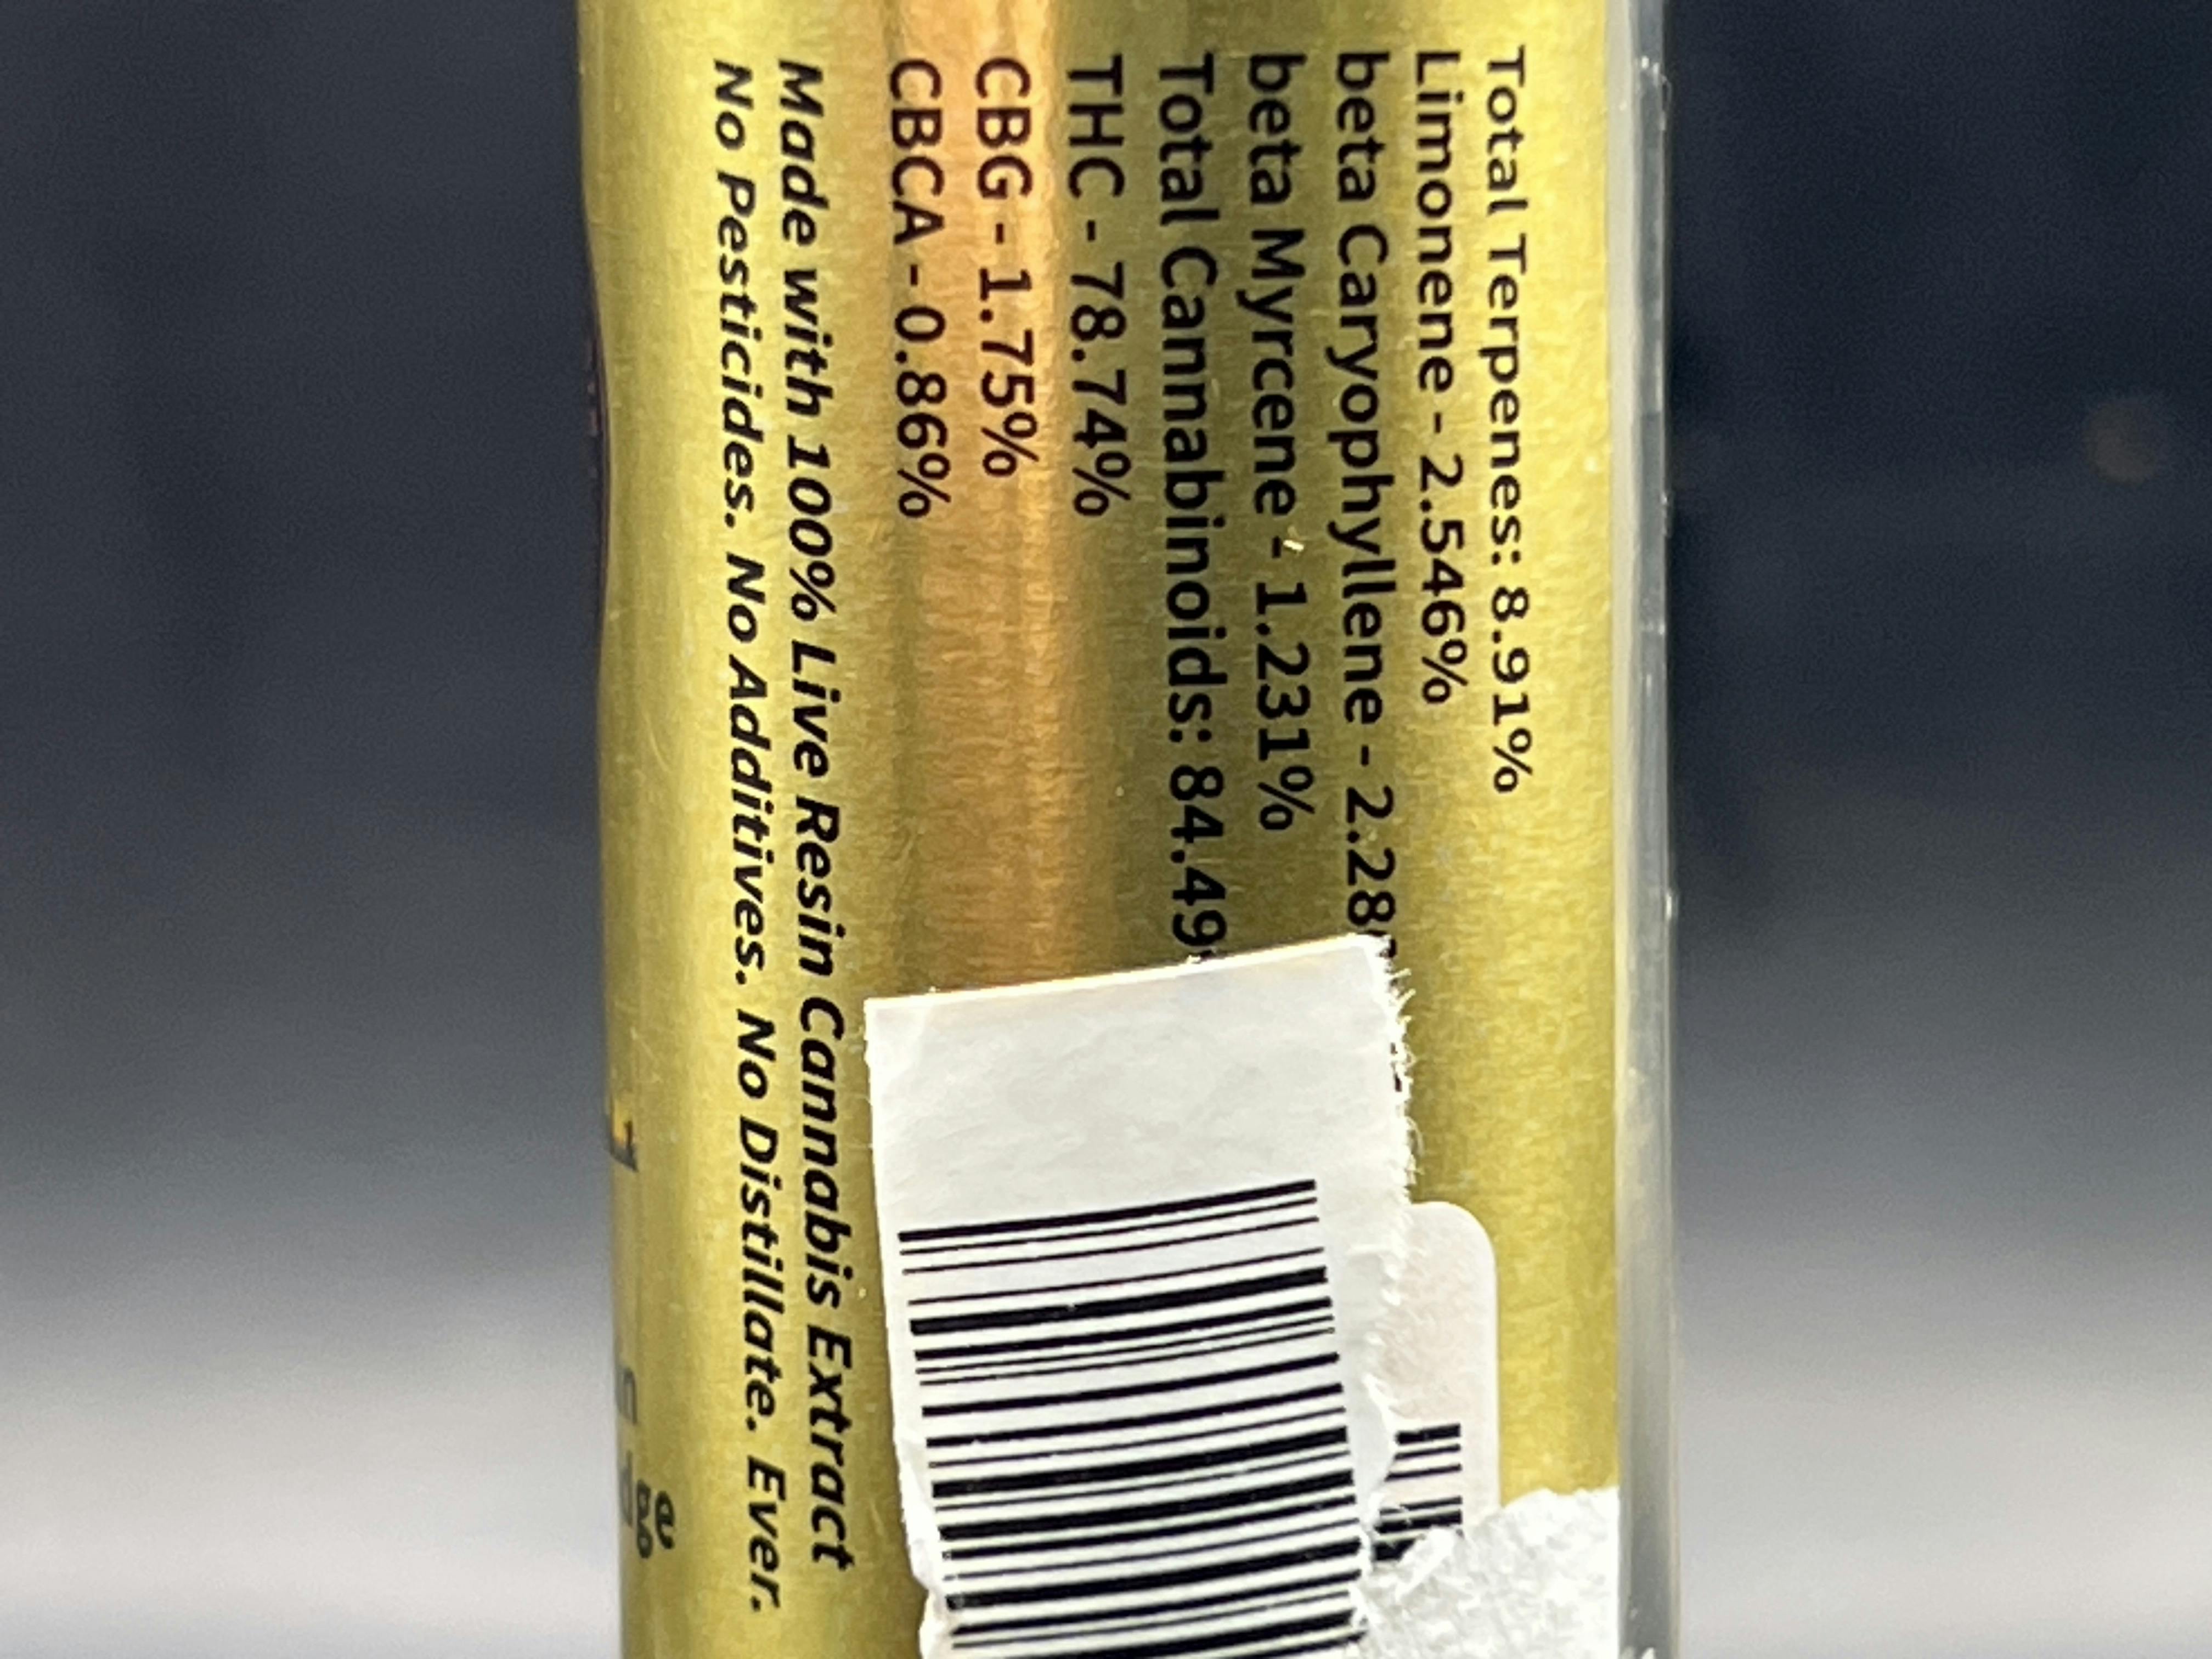 Total Terpenes: 8.91%
Limonene - 2.546%
beta Caryophyllene - 2.28
beta Myrcene - 1.231%
Total Cannabinoids: 84.49
THC - 78.74%
CBG - 1.75%
CBCA - 0.86%
Made with 100% Live Resin Cannabis Extract
No Pesticides. No Additives. No Distillate. Ever.